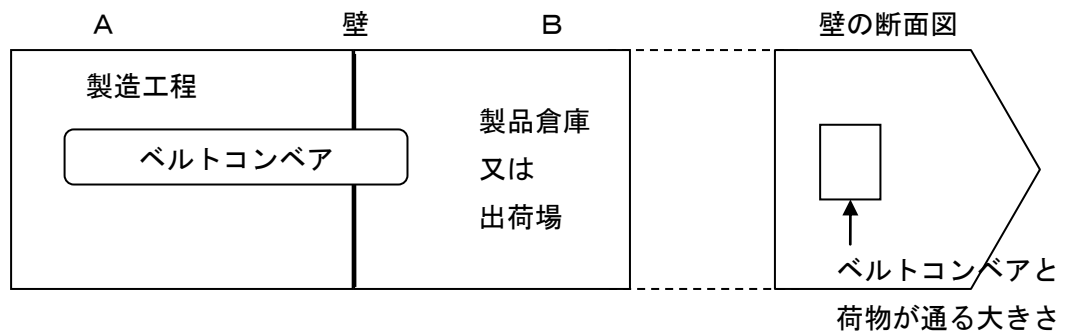 A
壁
B
壁の断面図
製造工程
ベルトコンベア
製品倉庫
又は
出荷場
ベルトコンベアと
荷物が通る大きさ